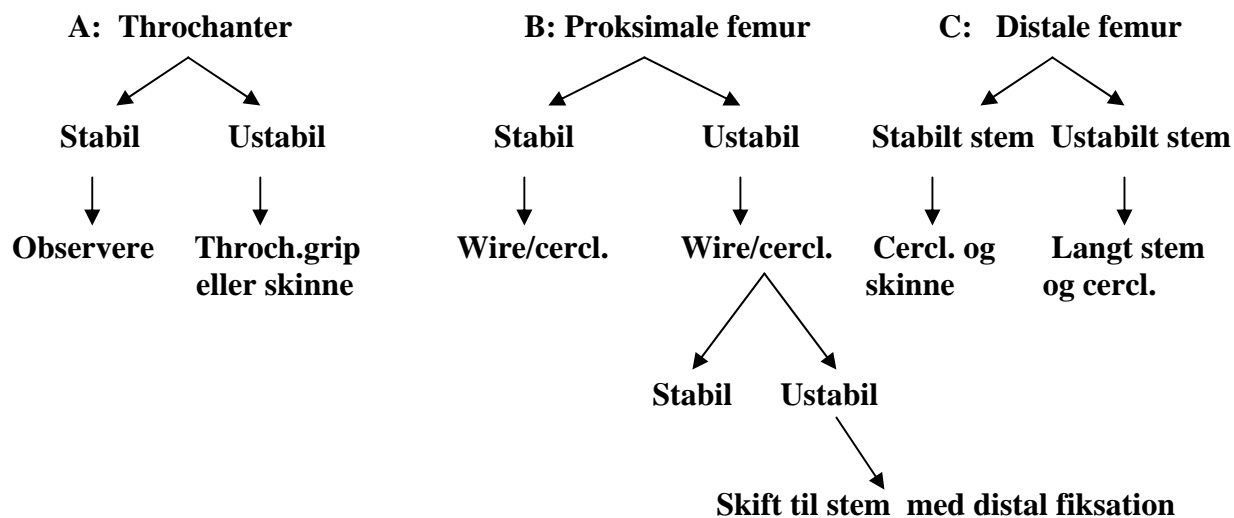 A: Throchanter
B: Proksimale femur
C: Distale femur
Stabil
Ustabil
Stabil
Ustabil
Stabilt stem
Ustabilt stem
Observere
Throch.grip
eller skinne
Wire/cercl.
Wire/cercl.
Cercl. og
skinne
Langt stem
og cercl.
Stabil
Ustabil
Skift til stem med distal fiksation